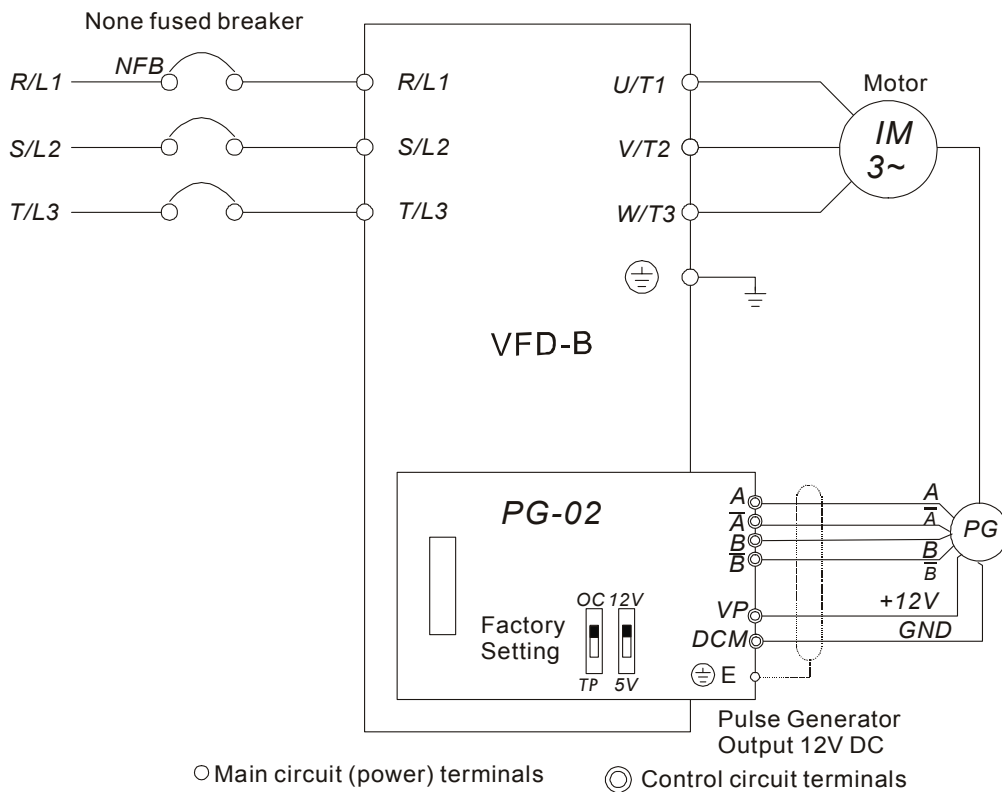 None fused breaker
NFB
R/L1
R/L1
U/T1
Motor
S/L2
S/L2
V/T2
IM
3~
T/L3
T/L3
W/T3
VFD-B
PG-02
A
A̅
B
B̅
A
A̅
B
B̅
PG
OC 12V
Factory
Setting
TP 5V
VP
+12V
DCM
GND
E
Pulse Generator
Output 12V DC
Main circuit (power) terminals
Control circuit terminals